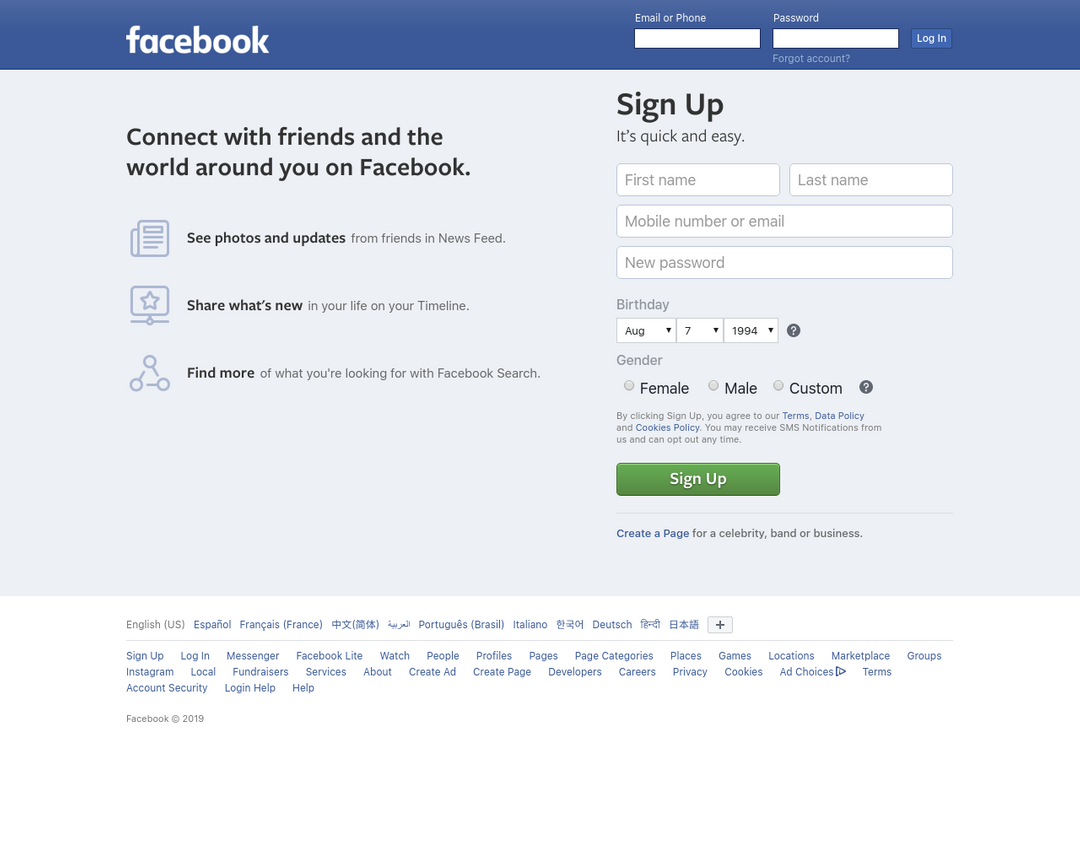 facebook
Email or Phone
Password
Log In
Forgot account?
Connect with friends and the
world around you on Facebook.
See photos and updates from friends in News Feed.
Share what's new in your life on your Timeline.
Find more of what you're looking for with Facebook Search.
Sign Up
It's quick and easy.
First name
Last name
Mobile number or email
New password
Birthday
Aug 7 1994 ?
Gender
Female Male Custom ?
By clicking Sign Up, you agree to our Terms, Data Policy
and Cookies Policy. You may receive SMS Notifications from
us and can opt out any time.
Sign Up
Create a Page for a celebrity, band or business.
English (US) Español Français (France) 中文(简体) العربية Português (Brasil) Italiano 한국어 Deutsch हिन्दी 日本語 +
Sign Up Log In Messenger Facebook Lite Watch People Profiles Pages Page Categories Places Games Locations Marketplace Groups
Instagram Local Fundraisers Services About Create Ad Create Page Developers Careers Privacy Cookies Ad Choices Terms
Account Security Login Help Help
Facebook © 2019